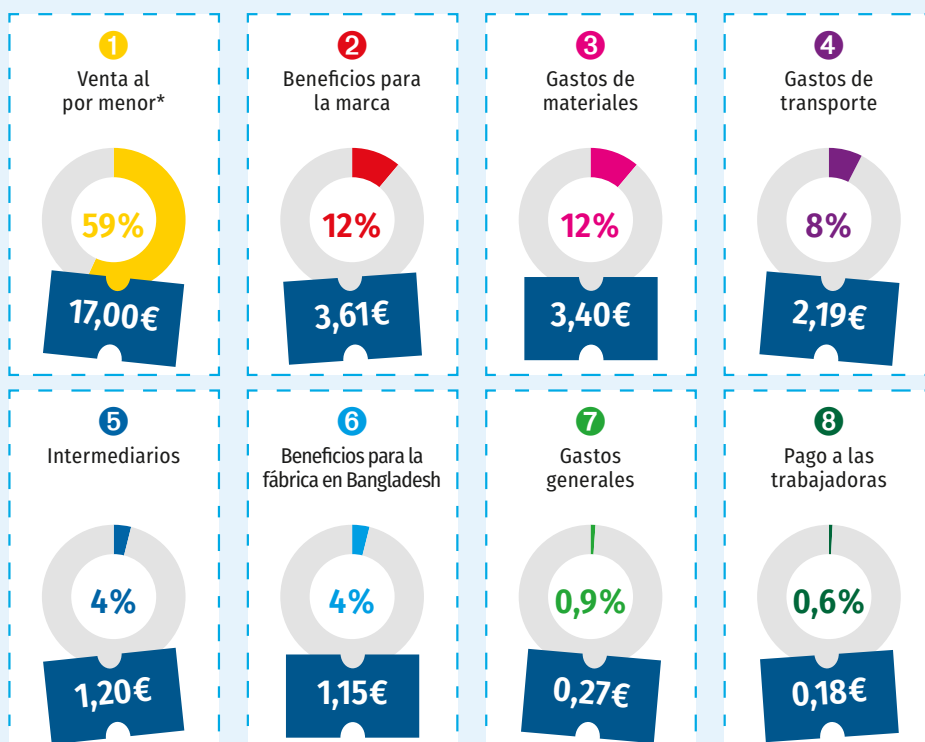 1
Venta al
por menor*
59%
17,00€
2
Beneficios para
la marca
12%
3,61€
3
Gastos de
materiales
12%
3,40€
4
Gastos de
transporte
8%
2,19€
5
Intermediarios
4%
1,20€
6
Beneficios para la
fábrica en Bangladesh
4%
1,15€
7
Gastos
generales
0,9%
0,27€
8
Pago a las
trabajadoras
0,6%
0,18€